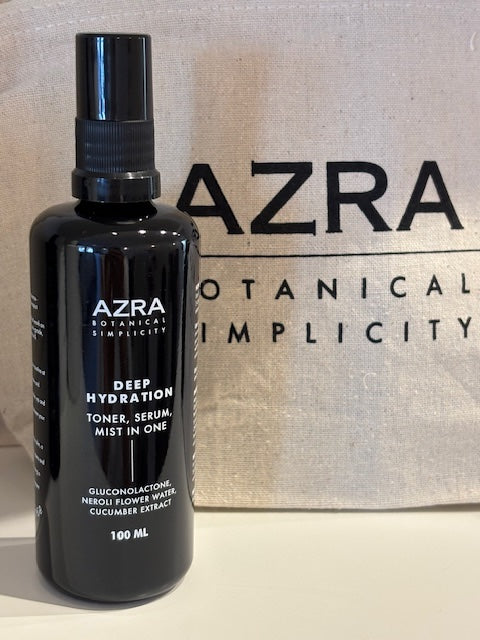 AZRA
BOTANICAL
SIMPLICITY
DEEP
HYDRATION
TONER, SERUM,
MIST IN ONE
GLUCONOLACTONE,
NEROLI FLOWER WATER,
CUCUMBER EXTRACT
100 ML
AZRA
OTANICAL
IMPLICITY